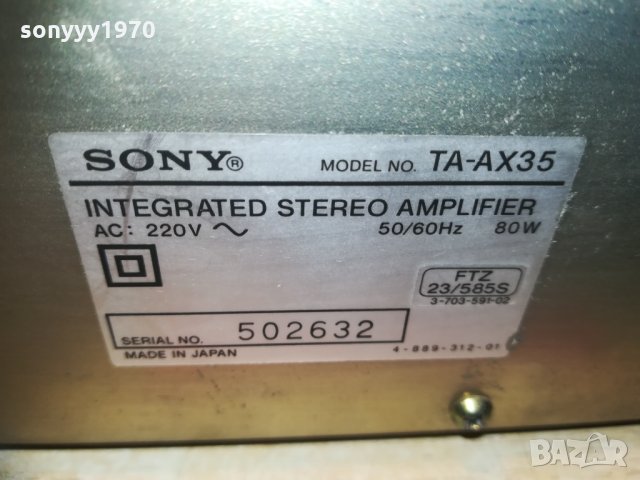 sonyyy1970
SONY® MODEL NO. TA-AX35
INTEGRATED STEREO AMPLIFIER
AC: 220V ~ 50/60Hz 80W
FTZ
23/585S
3-703-591-02
SERIAL NO. 502632
MADE IN JAPAN 4-889-312-01
BAZAR